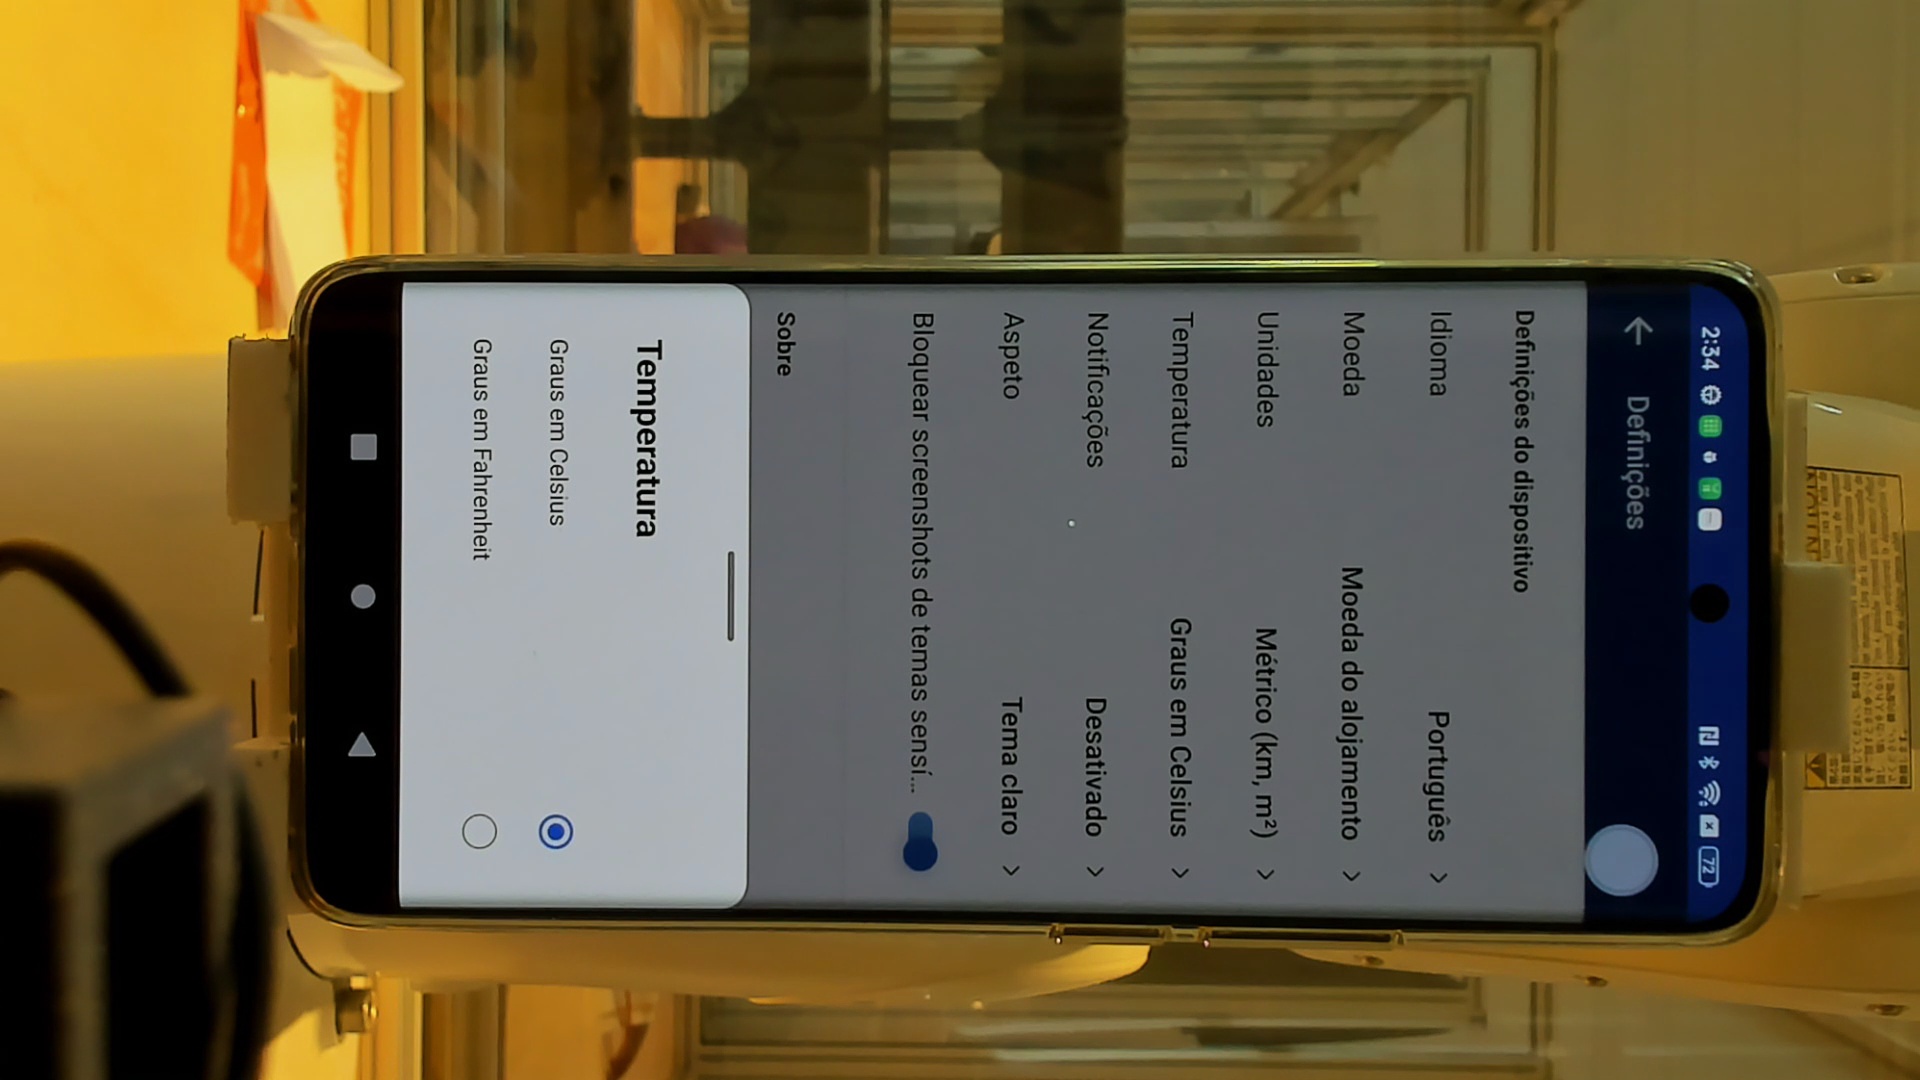 2:34
72
Definições
Definições do dispositivo
Idioma Português
Moeda Moeda do alojamento
Unidades Métrico (km, m²)
Temperatura Graus em Celsius
Notificações Desativado
Aspeto Tema claro
Bloquear screenshots de temas sensí...
Sobre
Temperatura
Graus em Celsius
Graus em Fahrenheit